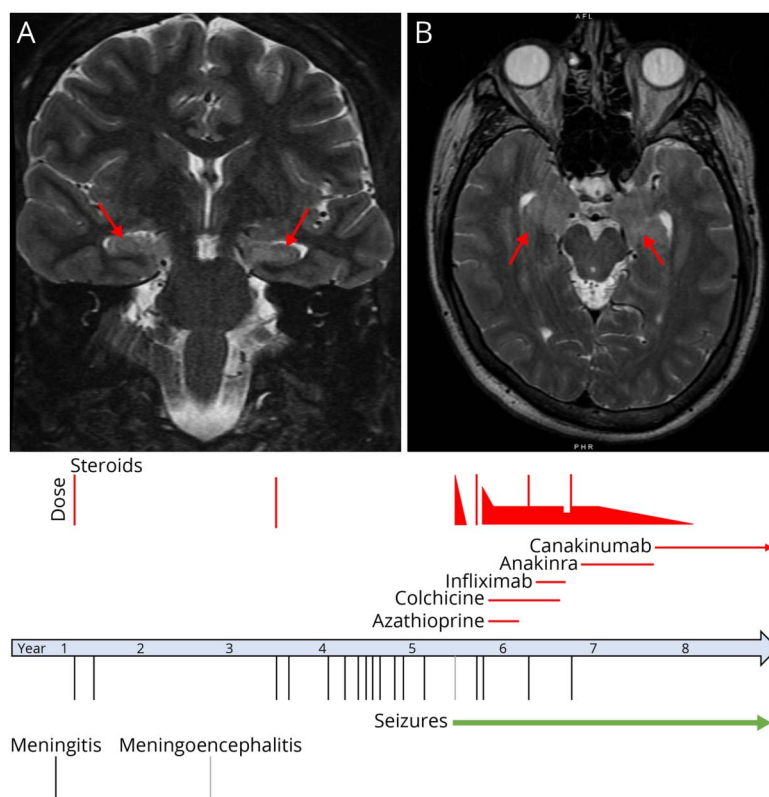 A
B
AFL
PHR
Steroids
Dose
Canakinumab
Anakinra
Infliximab
Colchicine
Azathioprine
Year 1 2 3 4 5 6 7 8
Seizures
Meningitis Meningoencephalitis